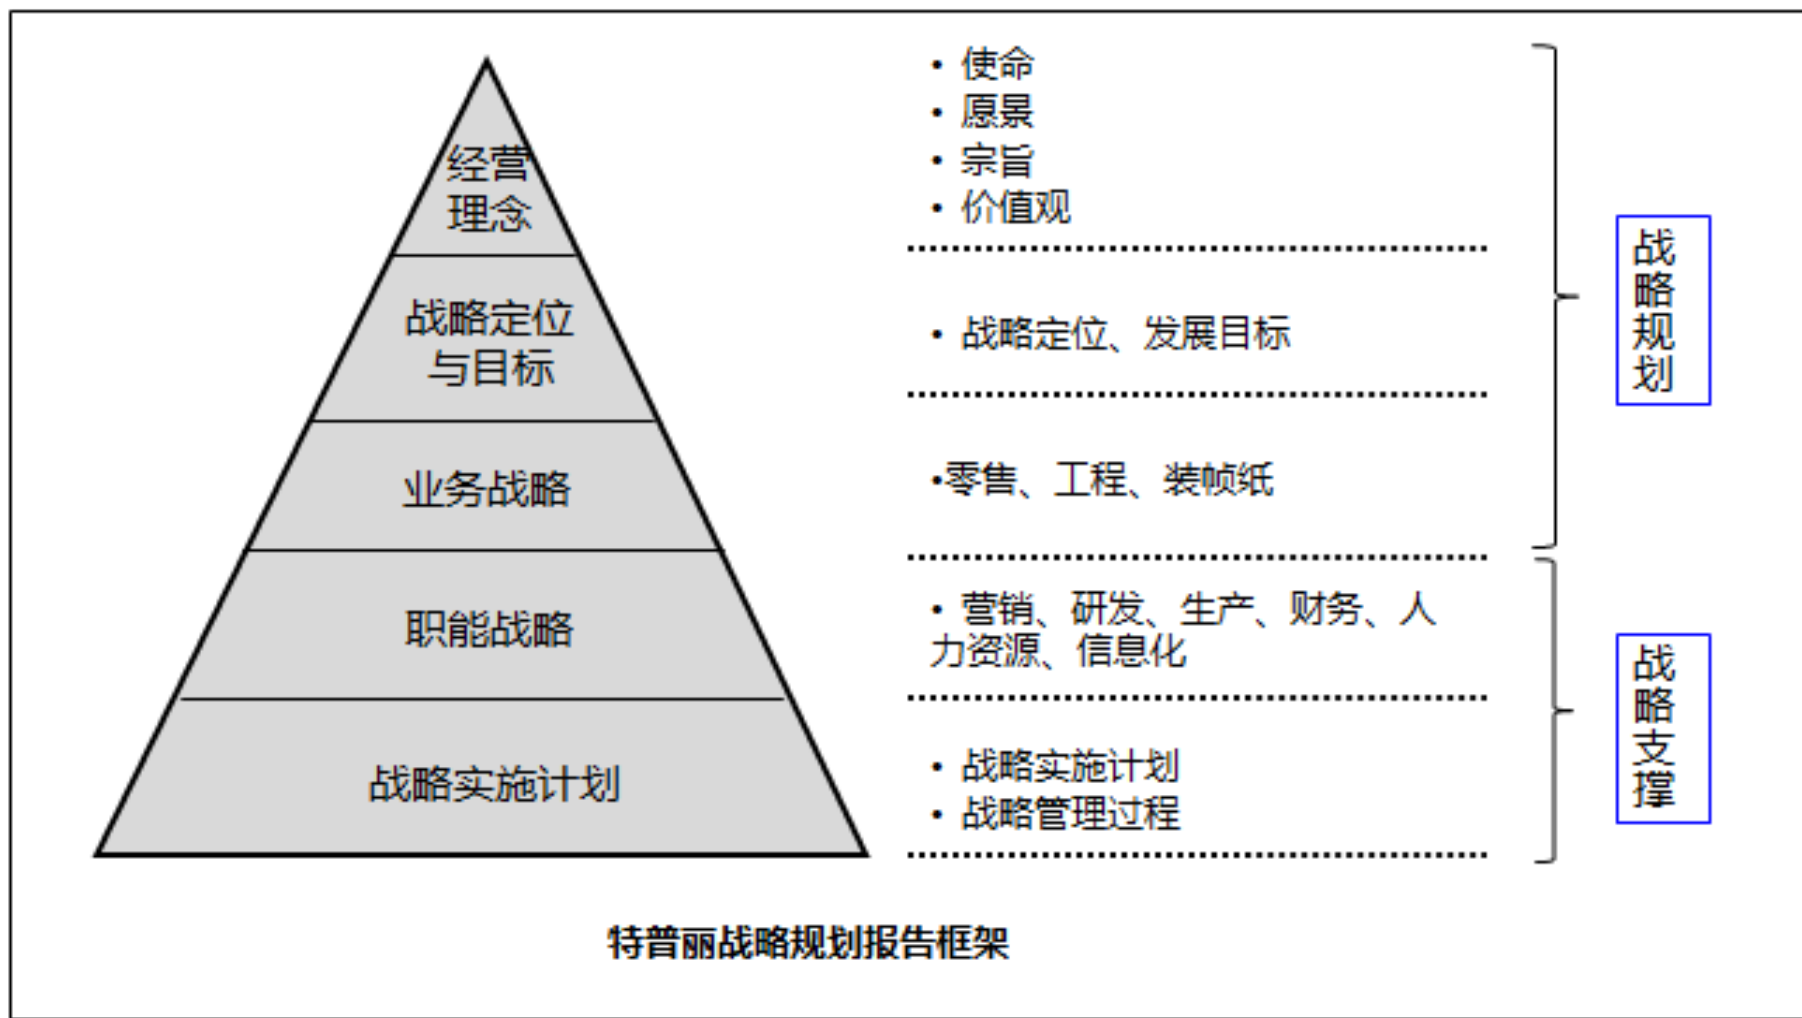 经营
理念
• 使命
• 愿景
• 宗旨
• 价值观
战略定位
与目标
• 战略定位、发展目标
业务战略
•零售、工程、装帧纸
战略规划
职能战略
• 营销、研发、生产、财务、人
力资源、信息化
战略实施计划
• 战略实施计划
• 战略管理过程
战略支撑
特普丽战略规划报告框架